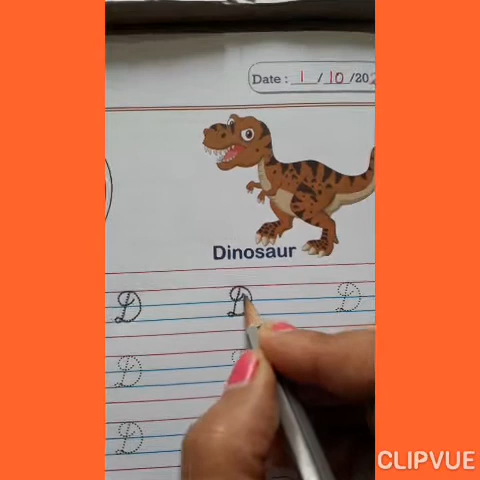 Date : 1 / 10 /20
Dinosaur
D D D
D
D
CLIPVUE